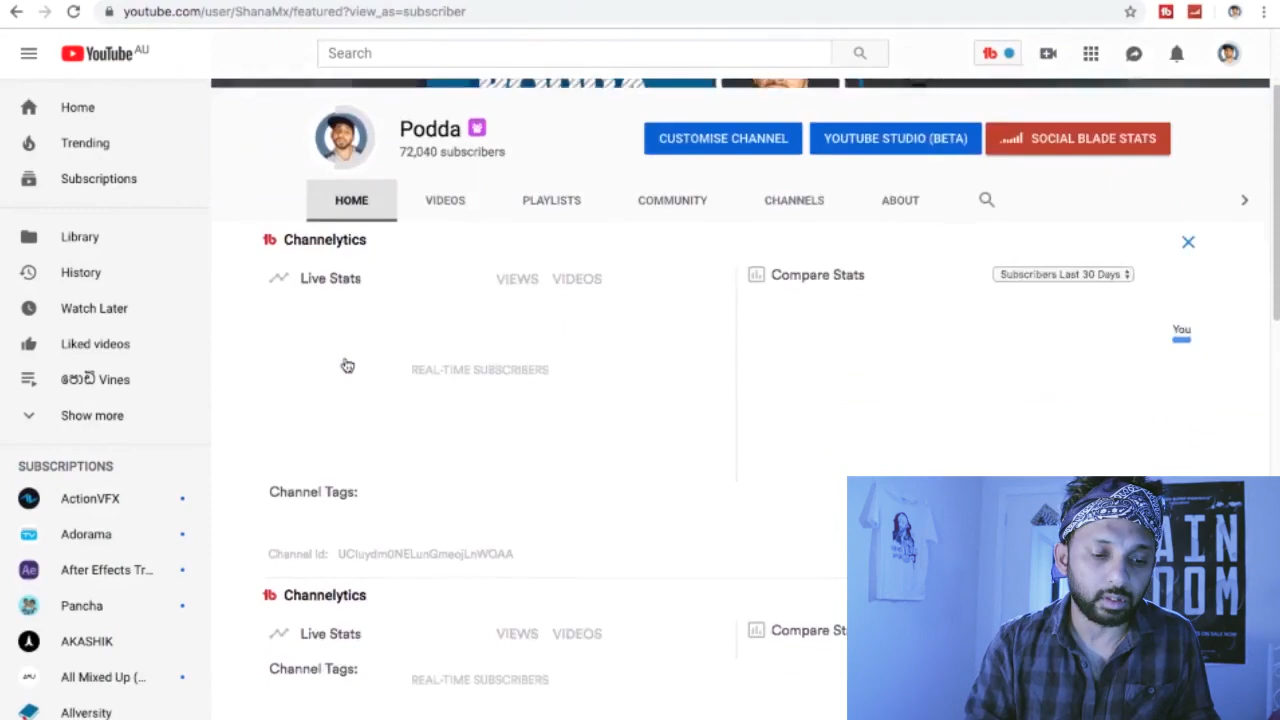 youtube.com/user/ShanaMx/featured?view_as=subscriber
YouTube AU
Search
Home
Trending
Subscriptions
Library
History
Watch Later
Liked videos
පොඩි Vines
Show more
SUBSCRIPTIONS
ActionVFX
Adorama
After Effects Tr...
Pancha
AKASHIK
All Mixed Up (...
Allversity
Podda
72,040 subscribers
CUSTOMISE CHANNEL
YOUTUBE STUDIO (BETA)
SOCIAL BLADE STATS
HOME VIDEOS PLAYLISTS COMMUNITY CHANNELS ABOUT
Channelytics
Live Stats VIEWS VIDEOS
Compare Stats
Subscribers Last 30 Days
You
REAL-TIME SUBSCRIBERS
Channel Tags:
Channel Id:
Channelytics
Live Stats VIEWS VIDEOS
Compare St
Channel Tags:
REAL-TIME SUBSCRIBERS
AIN
OOM